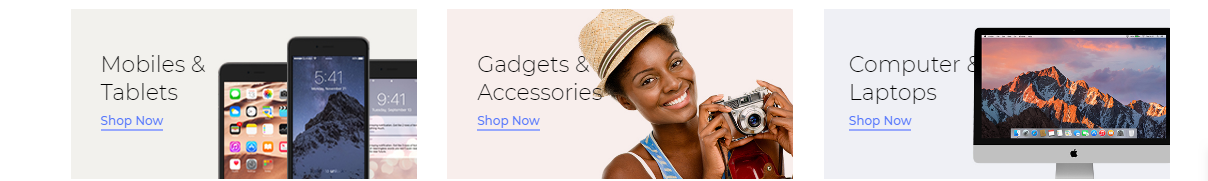 Mobiles &
Tablets
Shop Now
5:41
9:41
Gadgets &
Accessories
Shop Now
Computer &
Laptops
Shop Now